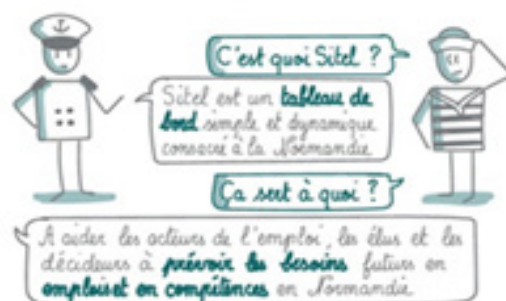 C'est quoi Sitel ?
Sitel est un tableau de
bord simple et dynamique
consacré à la Normandie
Ça sert à quoi ?
A aider les acteurs de l'emploi, les élus et les
décideurs à prévoir les besoins futurs en
emplois et en compétences en Normandie